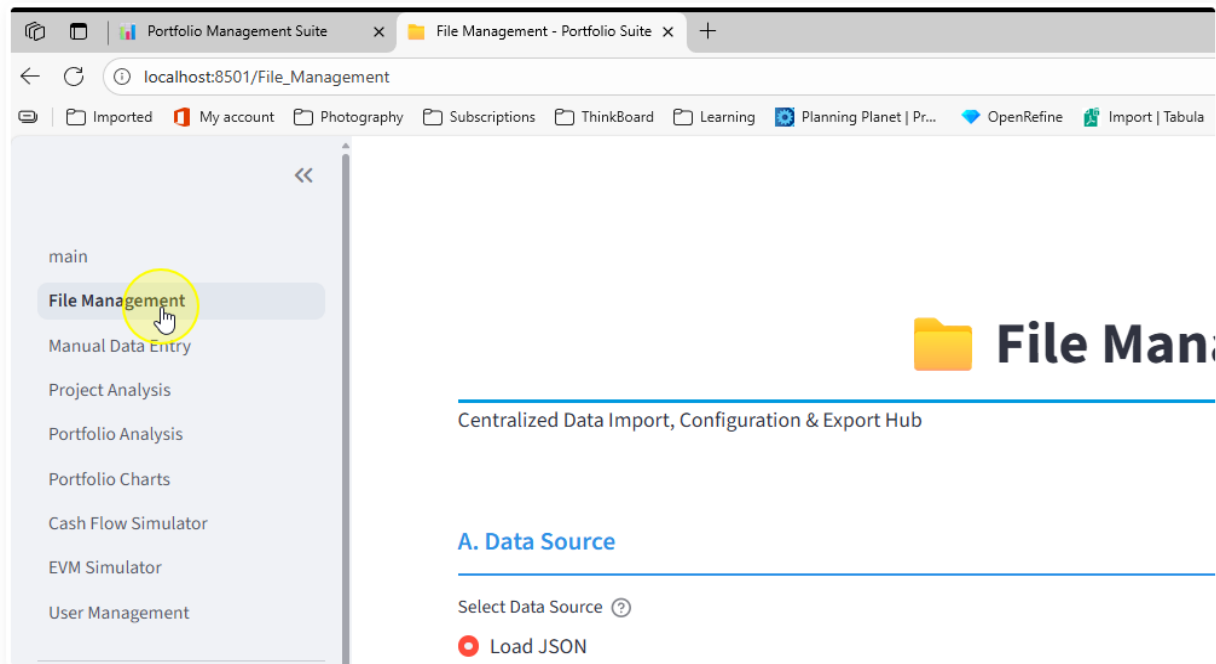 Portfolio Management Suite
File Management - Portfolio Suite
localhost:8501/File_Management
Imported
My account
Photography
Subscriptions
ThinkBoard
Learning
Planning Planet | Pr...
OpenRefine
Import | Tabula
main
File Management
Manual Data Entry
Project Analysis
Portfolio Analysis
Portfolio Charts
Cash Flow Simulator
EVM Simulator
User Management
File Mana
Centralized Data Import, Configuration & Export Hub
A. Data Source
Select Data Source
Load JSON